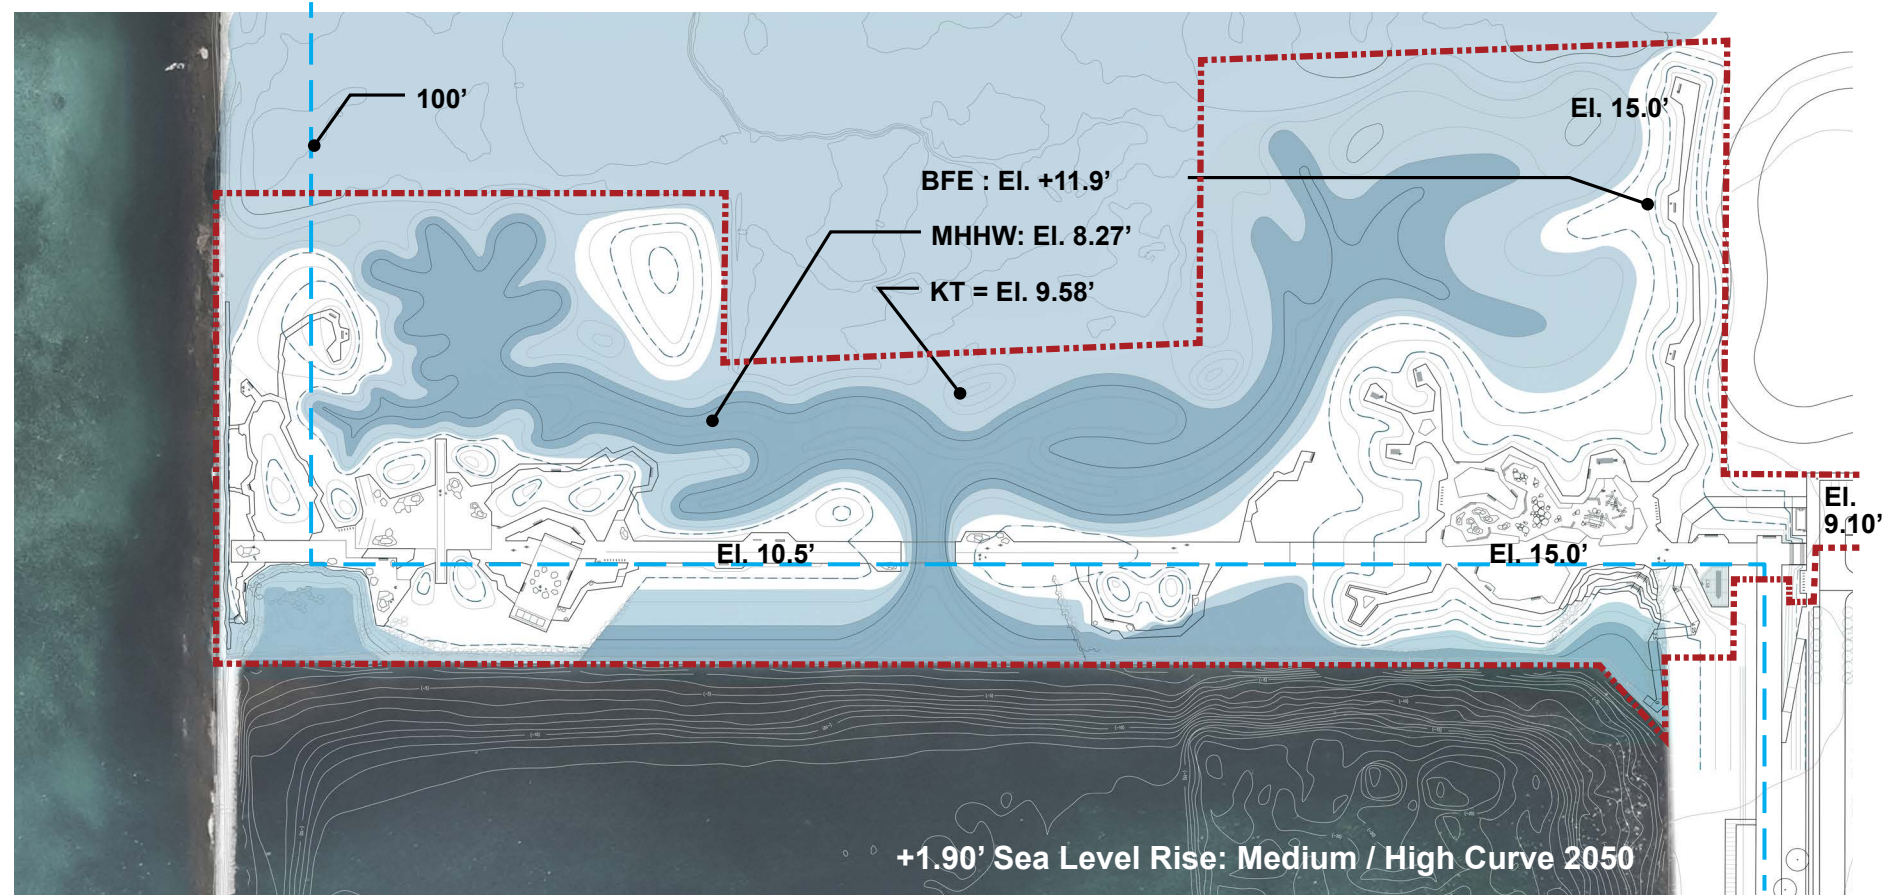 100’
El. 15.0’
BFE : El. +11.9’
MHHW: El. 8.27’
KT = El. 9.58’
El.
9.10’
El. 10.5’
El. 15.0’
+1.90’ Sea Level Rise: Medium / High Curve 2050